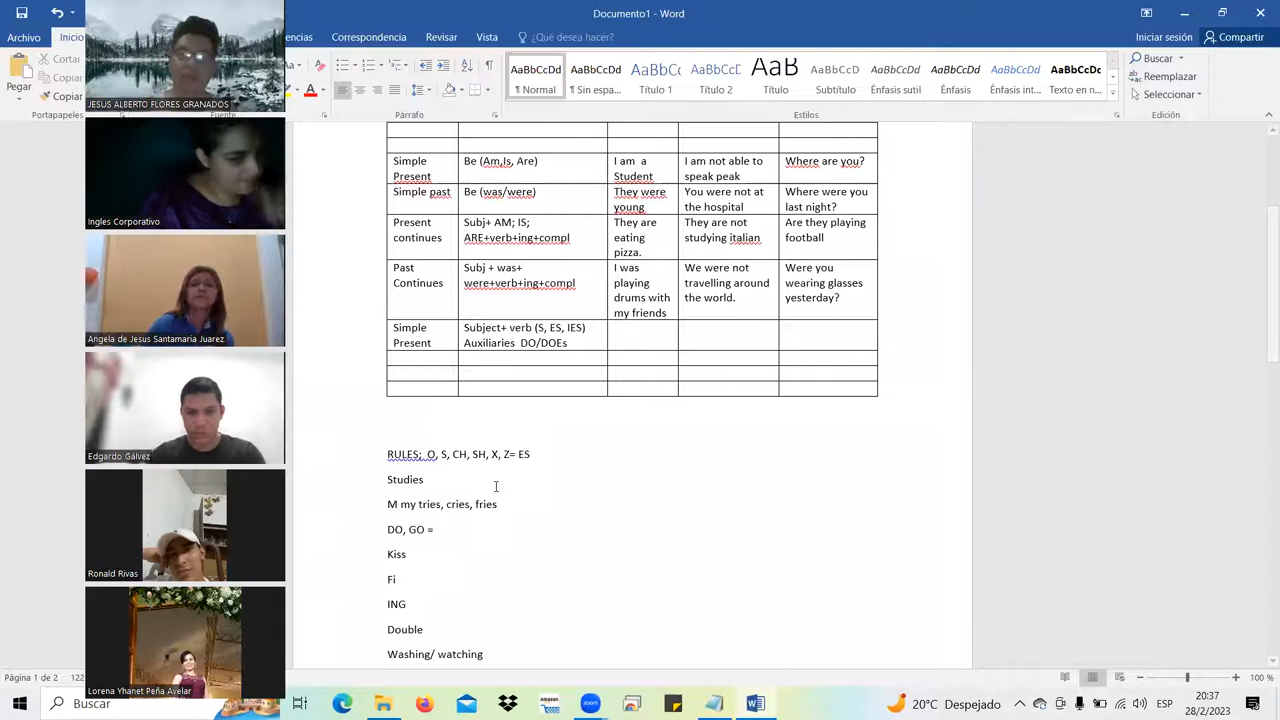 Documento1 - Word
Iniciar sesión
Compartir
Archivo
Inicio
encias
Correspondencia
Revisar
Vista
¿Qué desea hacer?
Cortar
Copiar
Copiar formato
Portapapeles
Fuente
Párrafo
AaBbCcDd
AaBbCcDd
AaBbCc
AaBbCcD
AaB
AaBbCcD
AaBbCcDd
AaBbCcDd
AaBbCcDd
AaBbCcDd
¶ Normal
¶ Sin espa...
Título 1
Título 2
Título
Subtítulo
Énfasis sutil
Énfasis
Énfasis int...
Texto en n...
Estilos
Buscar
Reemplazar
Seleccionar
Edición
JESUS ALBERTO FLORES GRANADOS
Ingles Corporativo
Angela de Jesus Santamaria Juarez
Edgardo Gálvez
Ronald Rivas
Lorena Yhanet Peña Avelar
Simple Present
Be (Am,Is, Are)
I am a Student
I am not able to speak peak
Where are you?
Simple past
Be (was/were)
They were young
You were not at the hospital
Where were you last night?
Present continues
Subj+ AM; IS; ARE+verb+ing+compl
They are eating pizza.
They are not studying italian
Are they playing football
Past Continues
Subj + was+ were+verb+ing+compl
I was playing drums with my friends
We were not travelling around the world.
Were you wearing glasses yesterday?
Simple Present
Subject+ verb (S, ES, IES)
Auxiliaries DO/DOEs
RULES; O, S, CH, SH, X, Z= ES
Studies
M my tries, cries, fries
DO, GO =
Kiss
Fi
ING
Double
Washing/ watching
Página 1 de 2
122
100 %
Buscar
amazon
zoom
20°C Despejado
ESP
20:37
28/2/2023